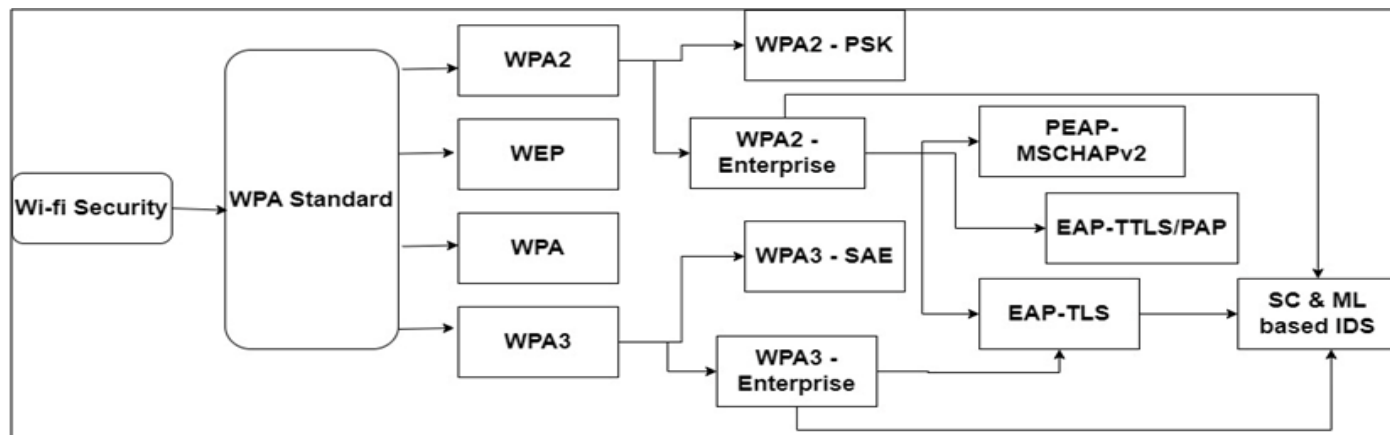 Wi-fi Security
WPA Standard
WPA2
WEP
WPA
WPA3
WPA2 - PSK
WPA2 -
Enterprise
WPA3 - SAE
WPA3 -
Enterprise
PEAP-
MSCHAPv2
EAP-TTLS/PAP
EAP-TLS
SC & ML
based IDS